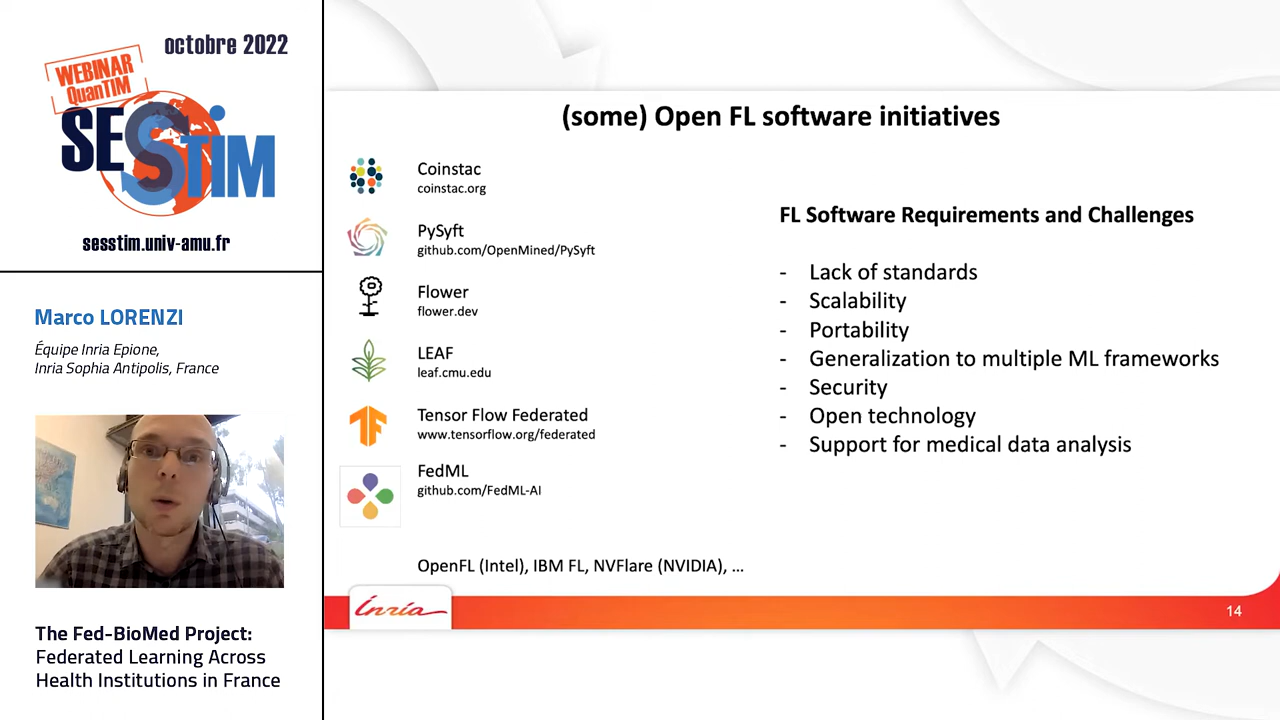 octobre 2022
WEBINAR
QuanTIM
SESSTIM
sesstim.univ-amu.fr
Marco LORENZI
Équipe Inria Epione,
Inria Sophia Antipolis, France
The Fed-BioMed Project:
Federated Learning Across
Health Institutions in France
(some) Open FL software initiatives
Coinstac
coinstac.org
PySyft
github.com/OpenMined/PySyft
Flower
flower.dev
LEAF
leaf.cmu.edu
Tensor Flow Federated
www.tensorflow.org/federated
FedML
github.com/FedML-AI
OpenFL (Intel), IBM FL, NVFlare (NVIDIA), ...
FL Software Requirements and Challenges
- Lack of standards
- Scalability
- Portability
- Generalization to multiple ML frameworks
- Security
- Open technology
- Support for medical data analysis
Inria
14